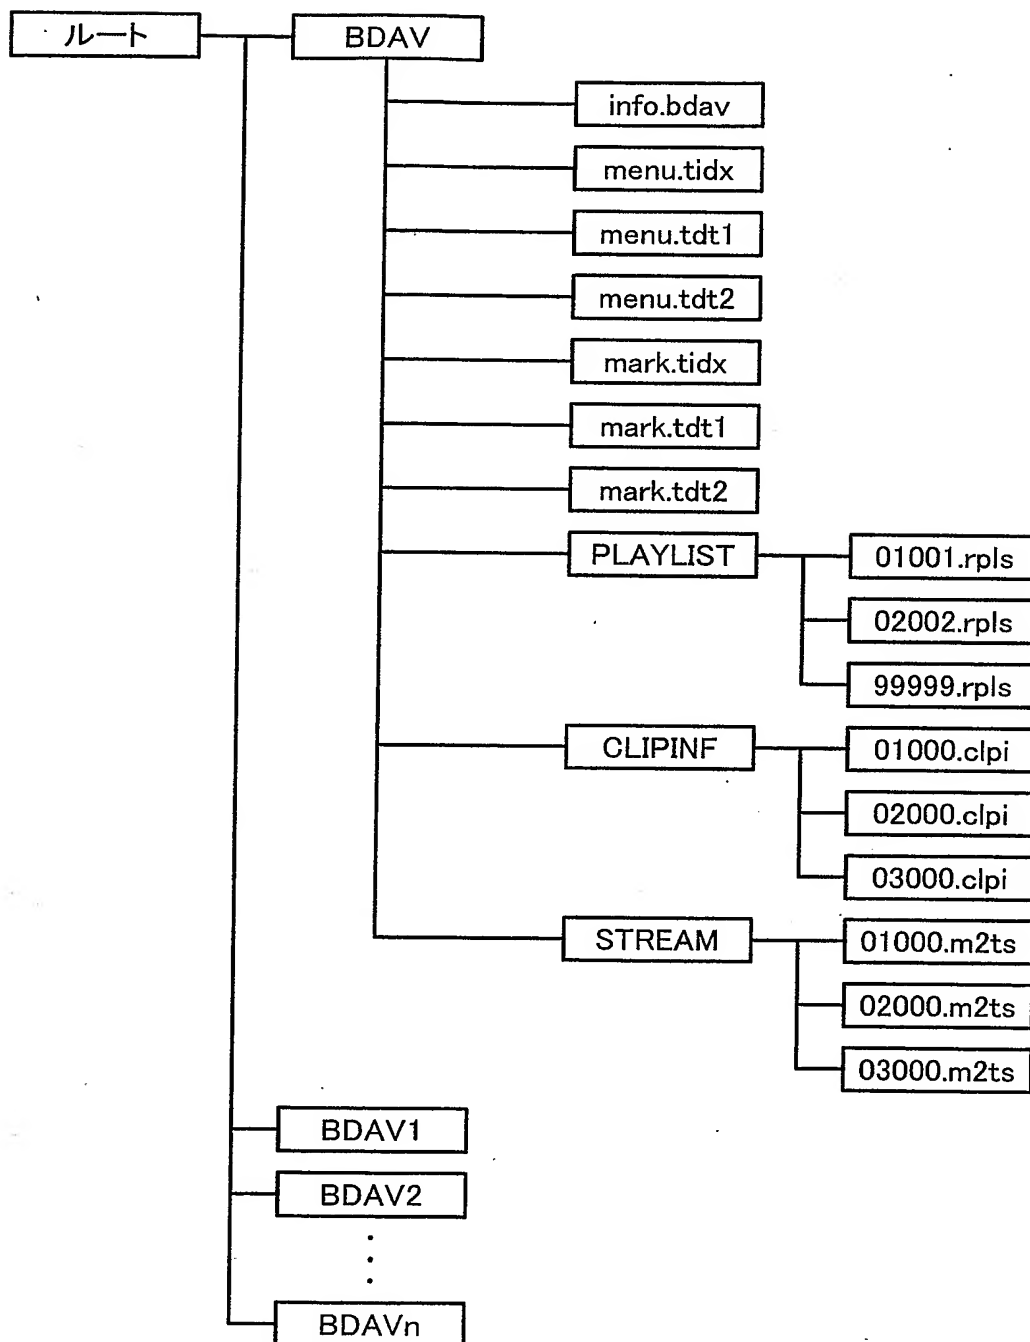 ルート
BDAV
info.bdav
menu.tidx
menu.tdt1
menu.tdt2
mark.tidx
mark.tdt1
mark.tdt2
PLAYLIST
01001.rpls
02002.rpls
99999.rpls
CLIPINF
01000.clpi
02000.clpi
03000.clpi
STREAM
01000.m2ts
02000.m2ts
03000.m2ts
BDAV1
BDAV2
BDAVn